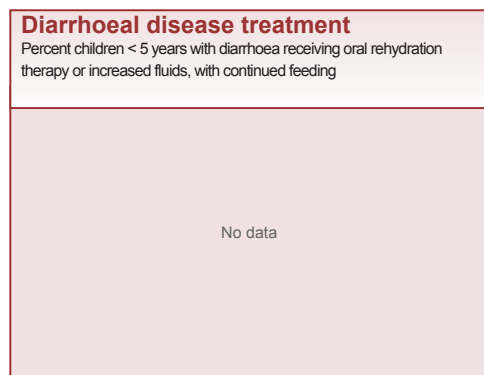 Diarrhoeal disease treatment
Percent children < 5 years with diarrhoea receiving oral rehydration
therapy or increased fluids, with continued feeding
No data